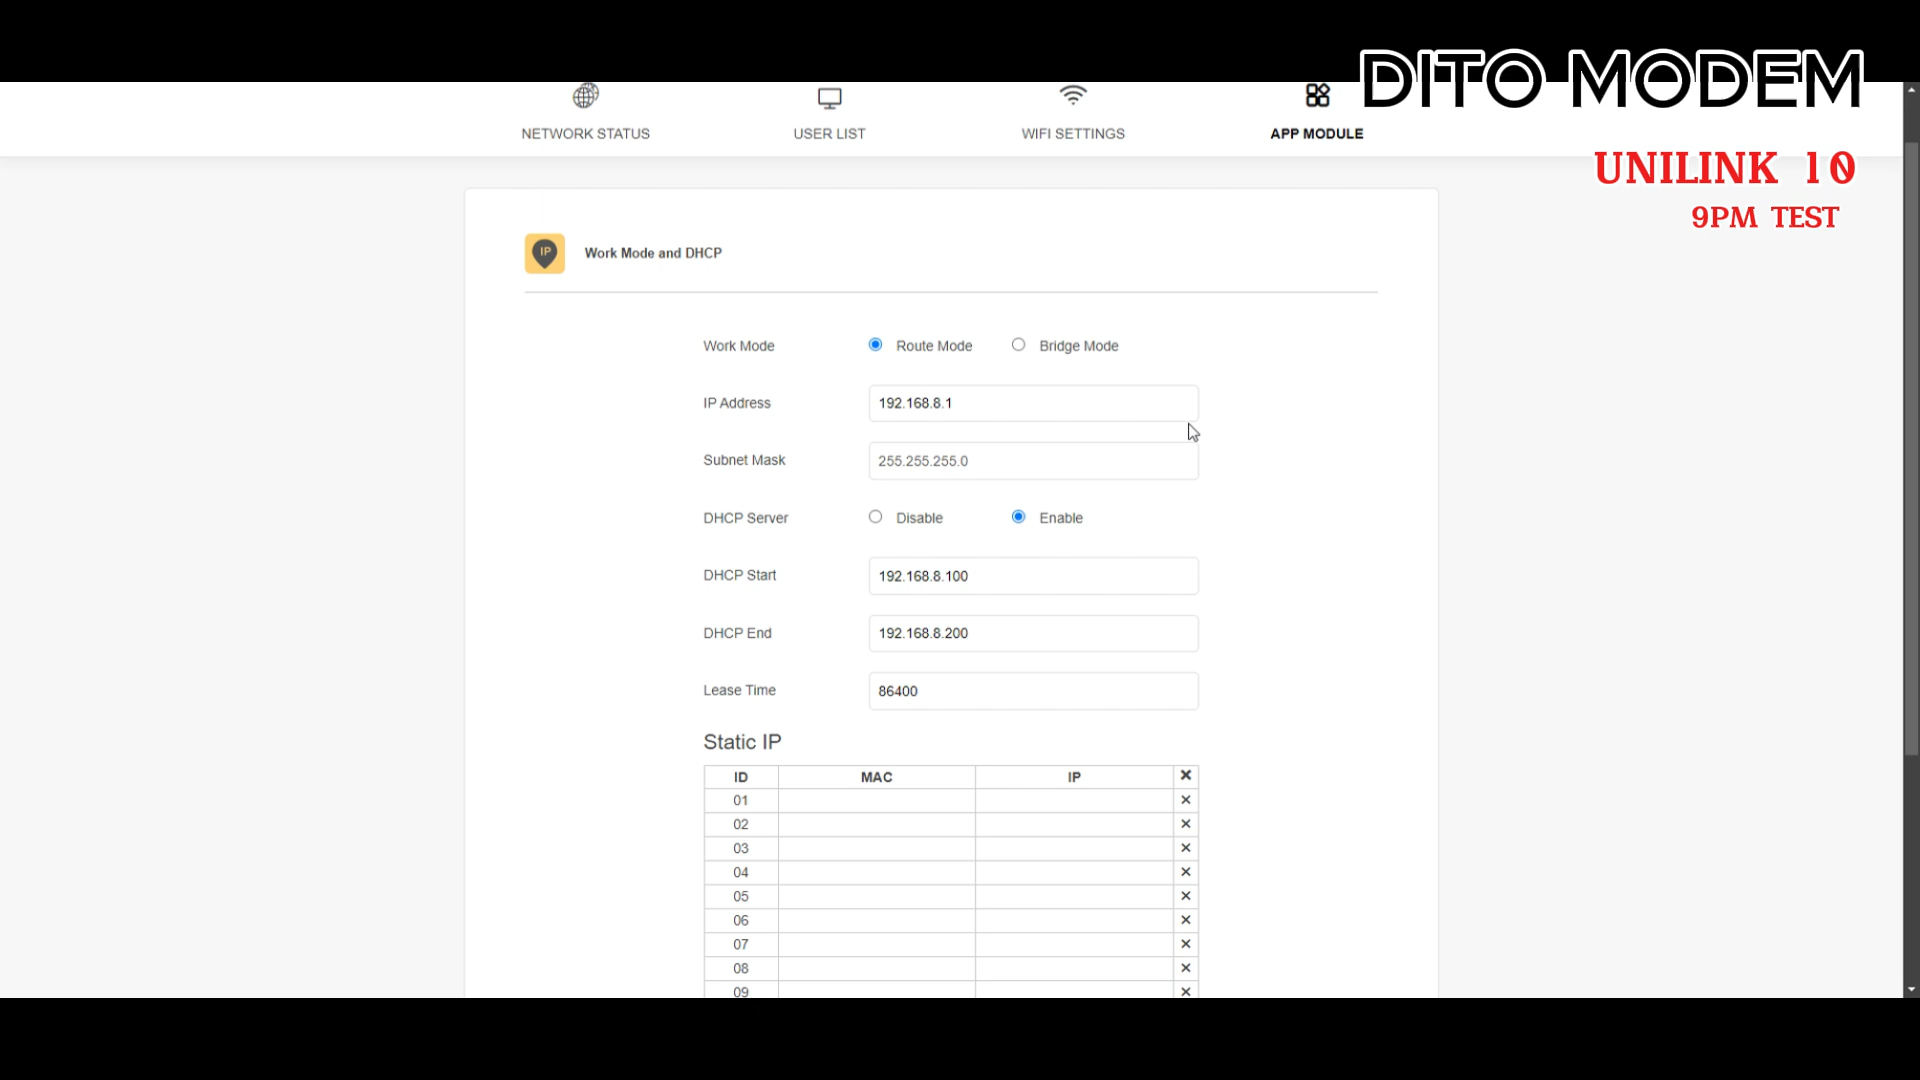 DITO MODEM
NETWORK STATUS
USER LIST
WIFI SETTINGS
APP MODULE
UNILINK 10
9PM TEST
IP
Work Mode and DHCP
Work Mode Route Mode Bridge Mode
IP Address 192.168.8.1
Subnet Mask 255.255.255.0
DHCP Server Disable Enable
DHCP Start 192.168.8.100
DHCP End 192.168.8.200
Lease Time 86400
Static IP
ID MAC IP ×
01 ×
02 ×
03 ×
04 ×
05 ×
06 ×
07 ×
08 ×
09 ×